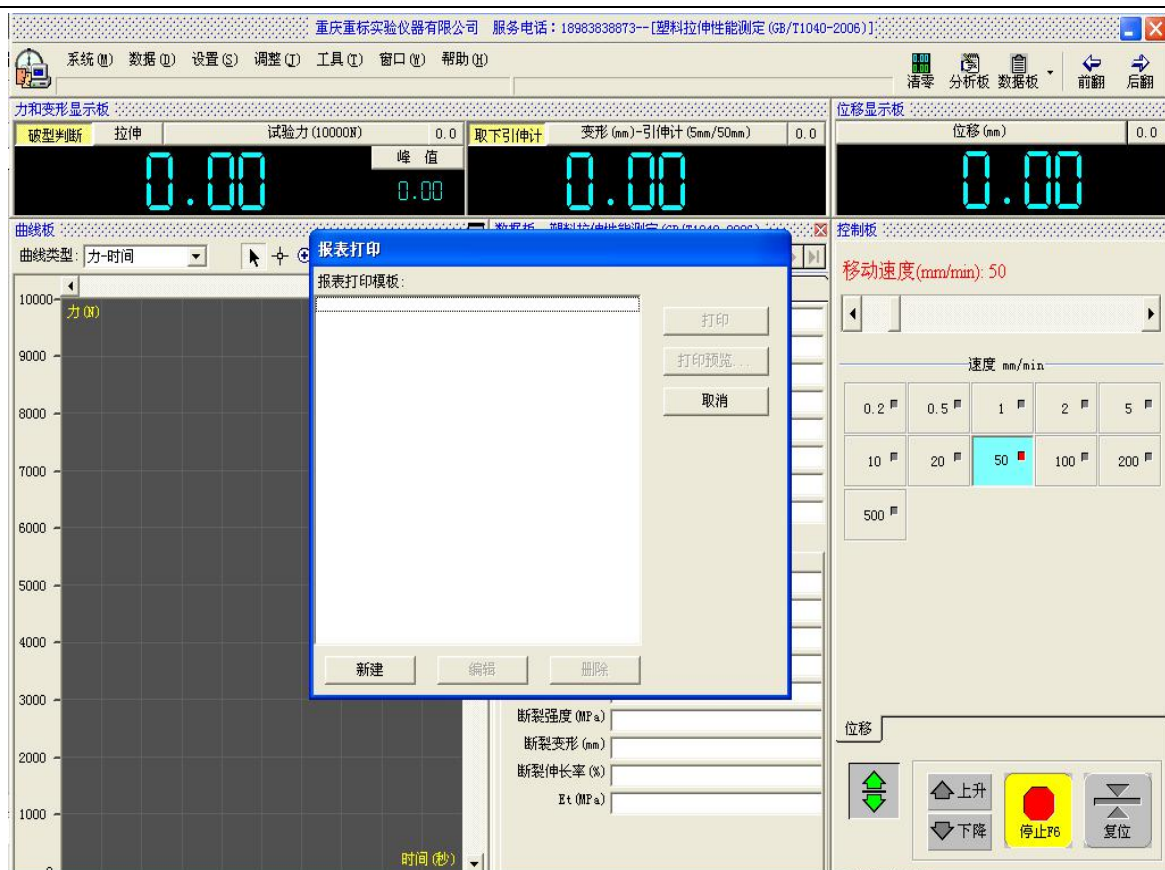 重庆重标实验仪器有限公司 服务电话：18983838873--[塑料拉伸性能测定(GB/T1040-2006)]
系统(M) 数据(D) 设置(S) 调整(T) 工具(I) 窗口(W) 帮助(H)
清零 分析板 数据板 前翻 后翻
力和变形显示板
位移显示板
破型判断 拉伸 试验力(10000N) 0.0 取下引伸计 变形(mm)-引伸计(5mm/50mm) 0.0 位移(mm) 0.0
峰 值
0.00 0.00 0.00 0.00
曲线板
控制板
曲线类型: 力-时间
报表打印
报表打印模板:
打印
打印预览...
取消
新建 编辑 删除
移动速度(mm/min): 50
速度 mm/min
0.2 0.5 1 2 5
10 20 50 100 200
500
10000
力(N)
9000
8000
7000
6000
5000
4000
3000
2000
1000
时间(秒)
断裂强度(MPa)
断裂变形(mm)
断裂伸长率(%)
Et(MPa)
位移
上升
下降
停止F6
复位